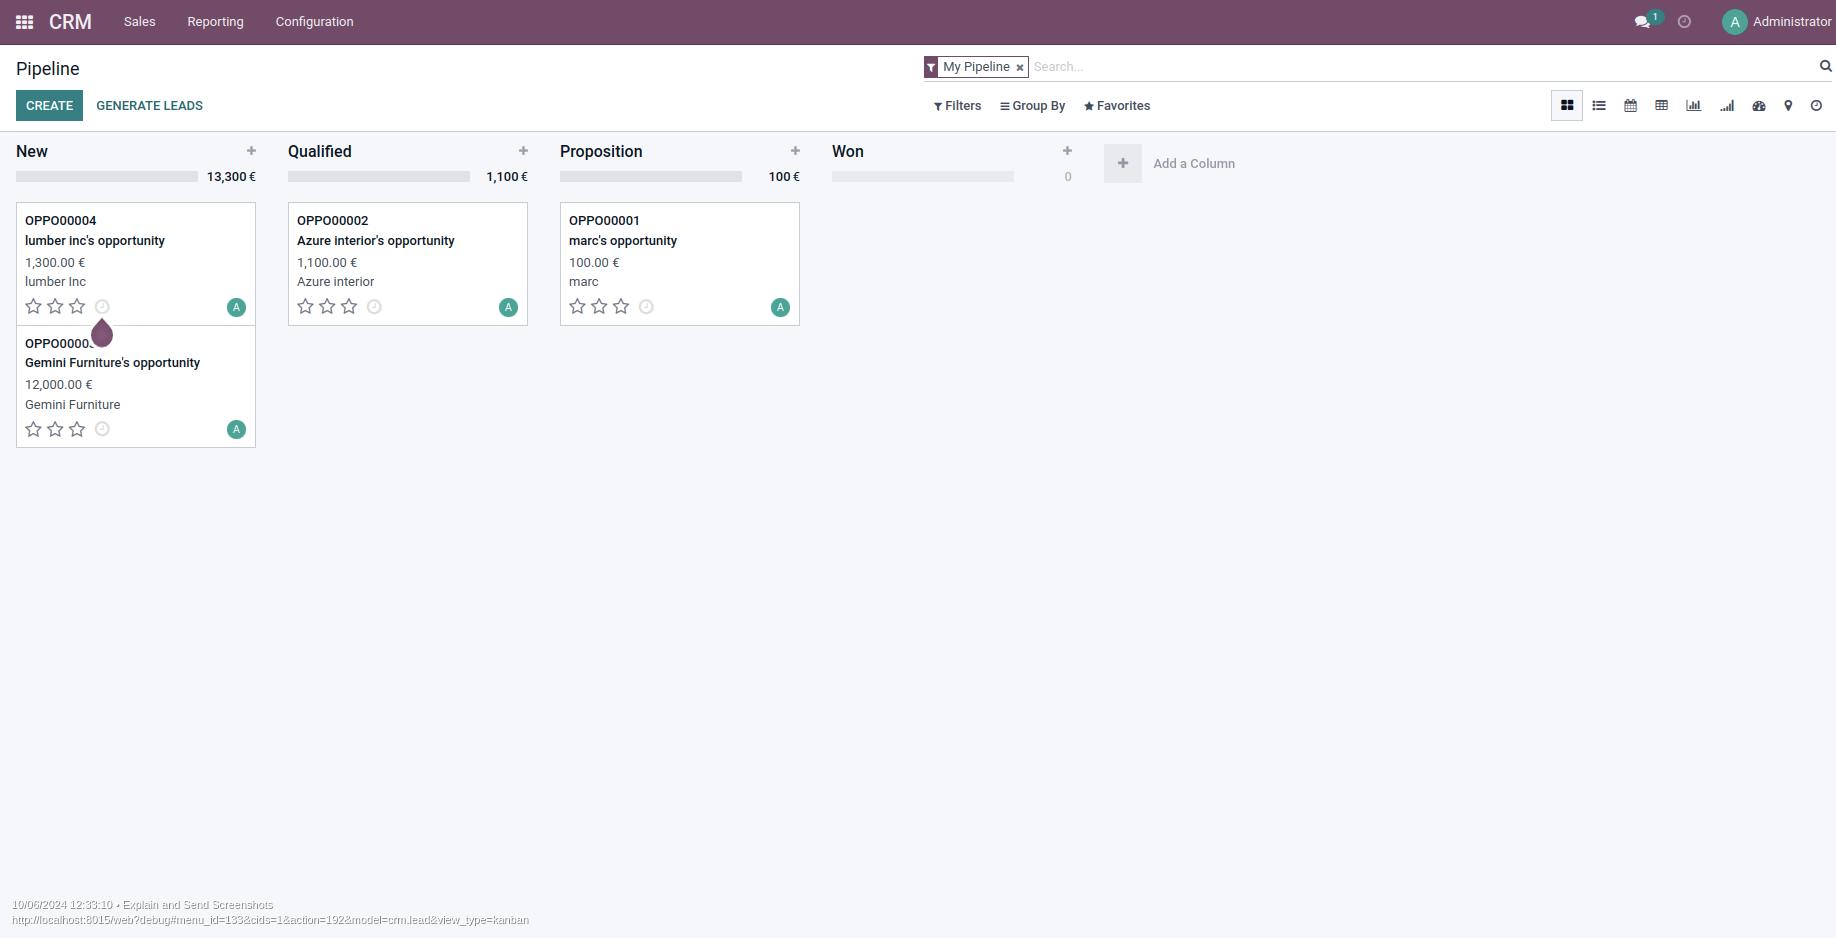 CRM Sales Reporting Configuration 1 A Administrator
Pipeline My Pipeline × Search...
CREATE GENERATE LEADS Filters Group By Favorites
New + Qualified + Proposition + Won + + Add a Column
13,300 € 1,100 € 100 € 0
OPPO00004
lumber inc's opportunity
1,300.00 €
lumber Inc
A
Gemini Furniture's opportunity
12,000.00 €
Gemini Furniture
A
OPPO00002
Azure interior's opportunity
1,100.00 €
Azure interior
A
OPPO00001
marc's opportunity
100.00 €
marc
A
10/06/2024 12:33:10 • Explain and Send Screenshots
http://localhost:8015/web?debug#menu_id=133&cids=1&action=192&model=crm.lead&view_type=kanban